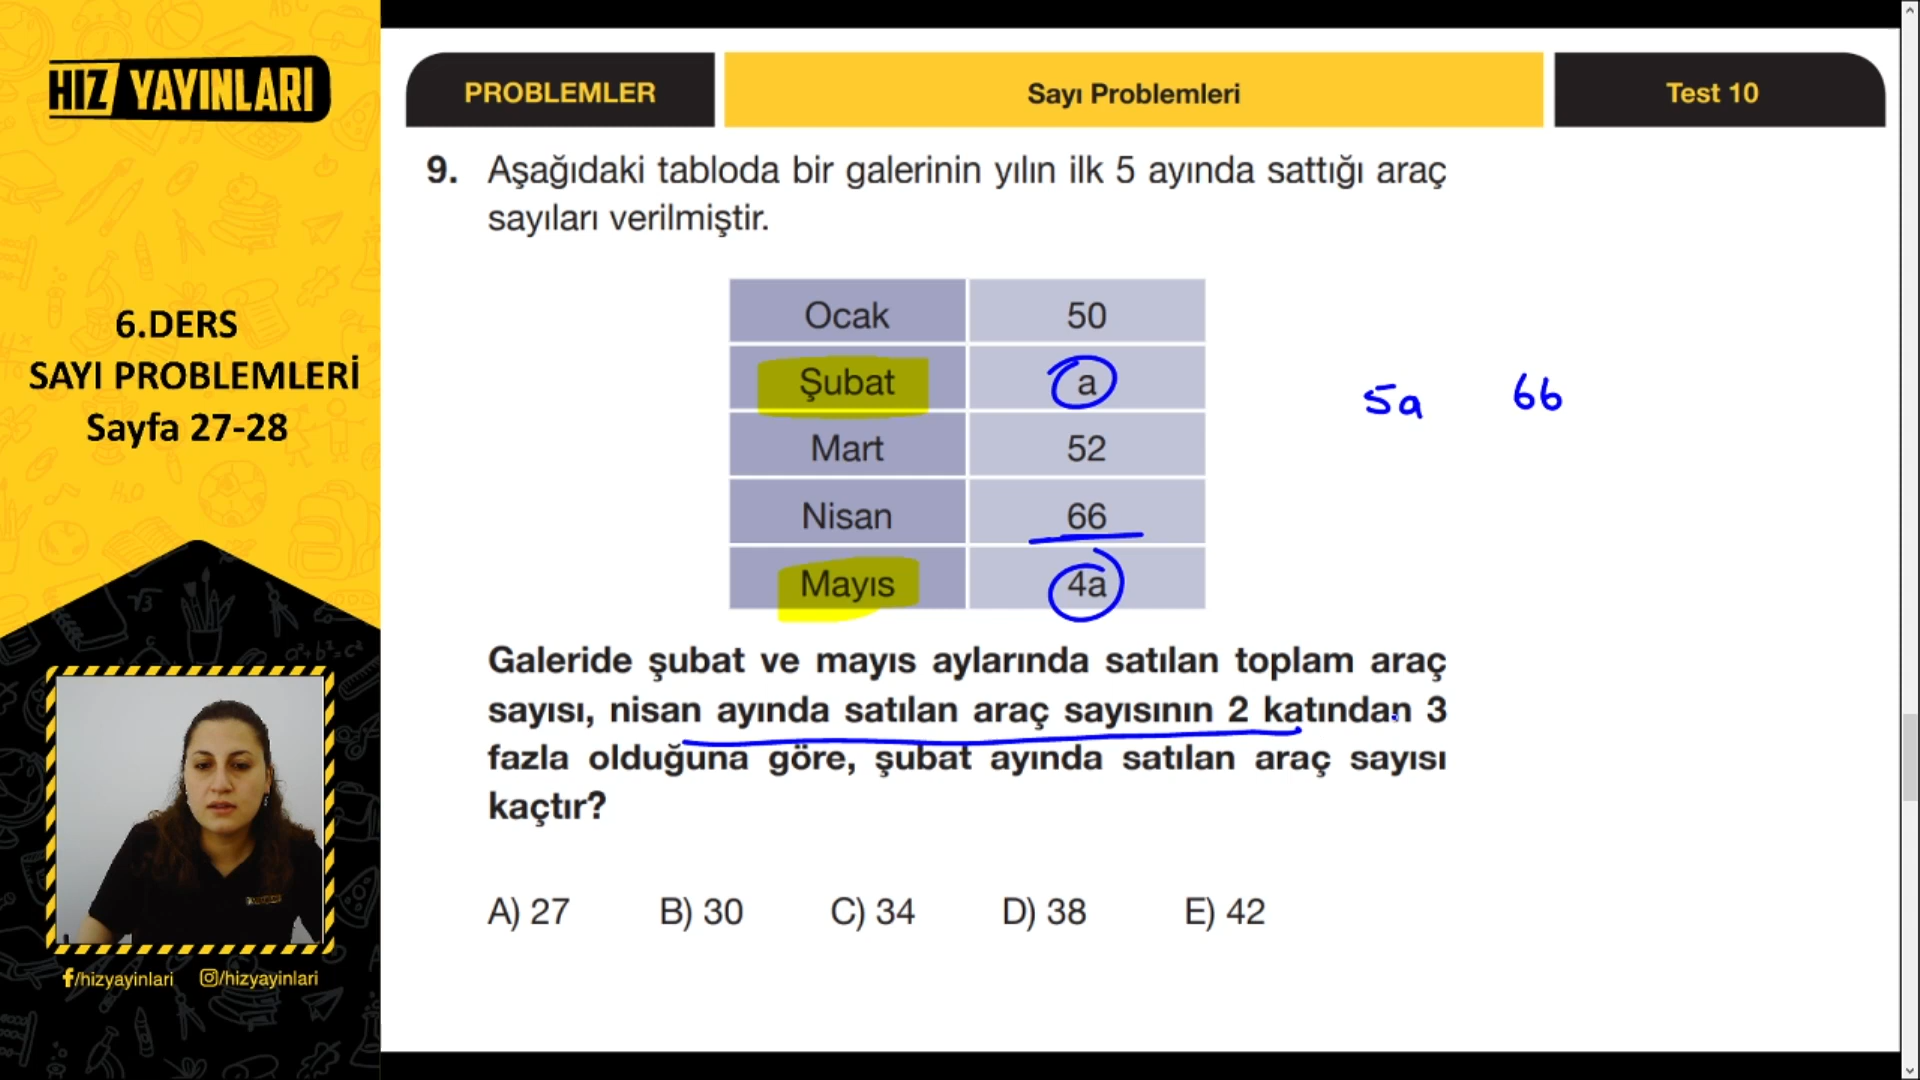 HIZ YAYINLARI
6.DERS
SAYI PROBLEMLERİ
Sayfa 27-28
/hizyayinlari /hizyayinlari
PROBLEMLER Sayı Problemleri Test 10
9. Aşağıdaki tabloda bir galerinin yılın ilk 5 ayında sattığı araç
sayıları verilmiştir.
Ocak 50
Şubat a
Mart 52
Nisan 66
Mayıs 4a
5a 66
Galeride şubat ve mayıs aylarında satılan toplam araç
sayısı, nisan ayında satılan araç sayısının 2 katından 3
fazla olduğuna göre, şubat ayında satılan araç sayısı
kaçtır?
A) 27 B) 30 C) 34 D) 38 E) 42